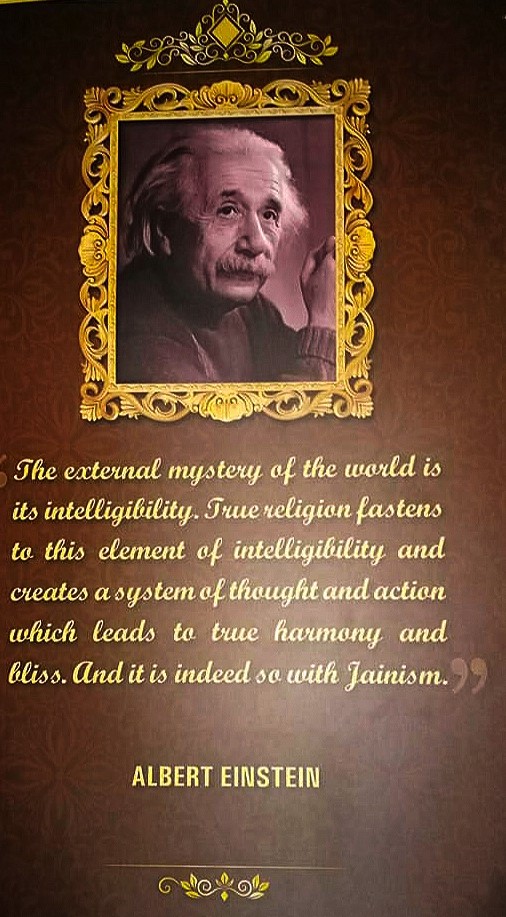 The external mystery of the world is
its intelligibility. True religion fastens
to this element of intelligibility and
creates a system of thought and action
which leads to true harmony and
bliss. And it is indeed so with Jainism.”
ALBERT EINSTEIN